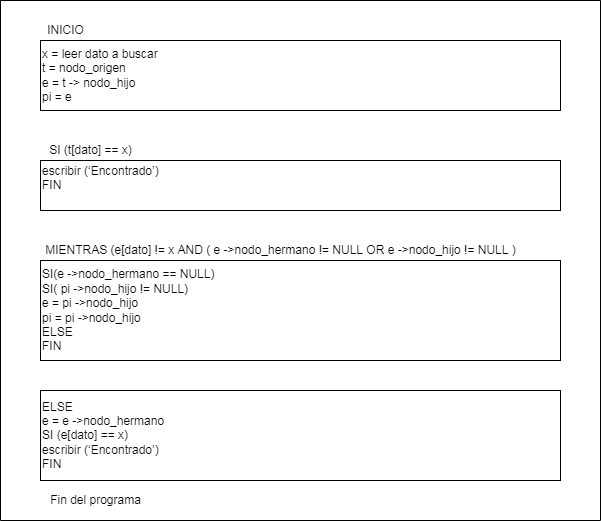 INICIO
x = leer dato a buscar
t = nodo_origen
e = t -> nodo_hijo
pi = e
SI (t[dato] == x)
escribir (‘Encontrado’)
FIN
MIENTRAS (e[dato] != x AND ( e ->nodo_hermano != NULL OR e ->nodo_hijo != NULL )
SI(e ->nodo_hermano == NULL)
SI( pi ->nodo_hijo != NULL)
e = pi ->nodo_hijo
pi = pi ->nodo_hijo
ELSE
FIN
ELSE
e = e ->nodo_hermano
SI (e[dato] == x)
escribir (‘Encontrado’)
FIN
Fin del programa